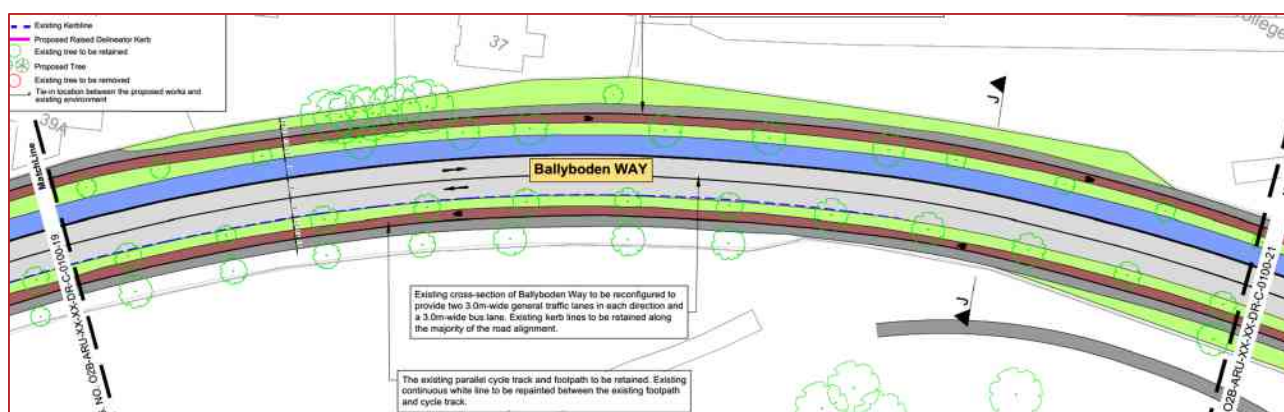 Existing Kerbline
Proposed Raised Delineator Kerb
Existing tree to be retained
Proposed Tree
Existing tree to be removed
Tie-in location between the proposed works and
existing environment
37
College
39A
MatchLine
J
Ballyboden WAY
Existing cross-section of Ballyboden Way to be reconfigured to
provide two 3.0m-wide general traffic lanes in each direction and
a 3.0m-wide bus lane. Existing kerb lines to be retained along
the majority of the road alignment.
J
The existing parallel cycle track and footpath to be retained. Existing
continuous white line to be repainted between the existing footpath
and cycle track.
NO. O2B-ARU-XX-XX-DR-C-0100-19
O2B-ARU-XX-XX-DR-C-0100-21